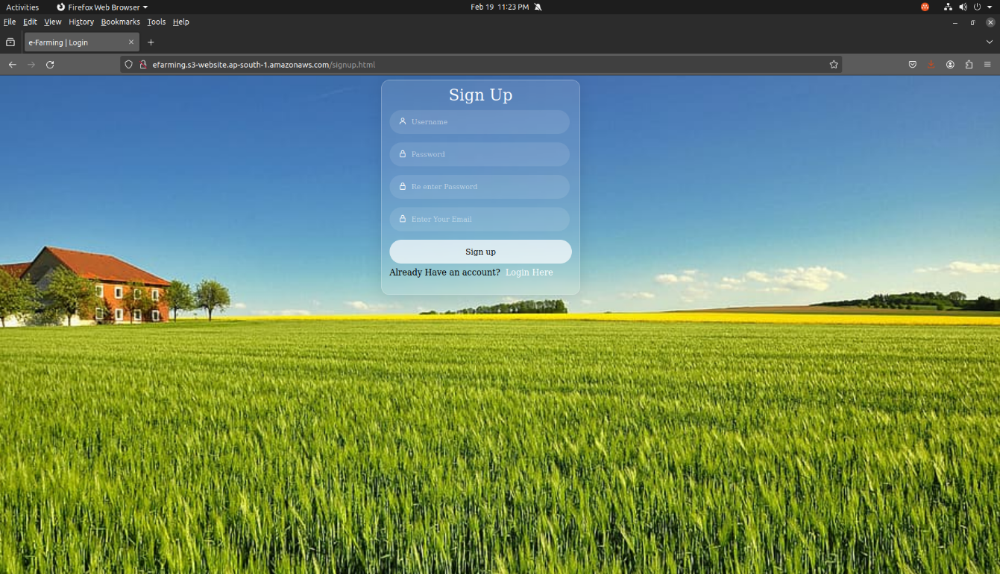 Activities Firefox Web Browser Feb 19 11:23 PM
File Edit View History Bookmarks Tools Help
e-Farming | Login
efarming.s3-website.ap-south-1.amazonaws.com/signup.html
Sign Up
Username
Password
Re enter Password
Enter Your Email
Sign up
Already Have an account? Login Here